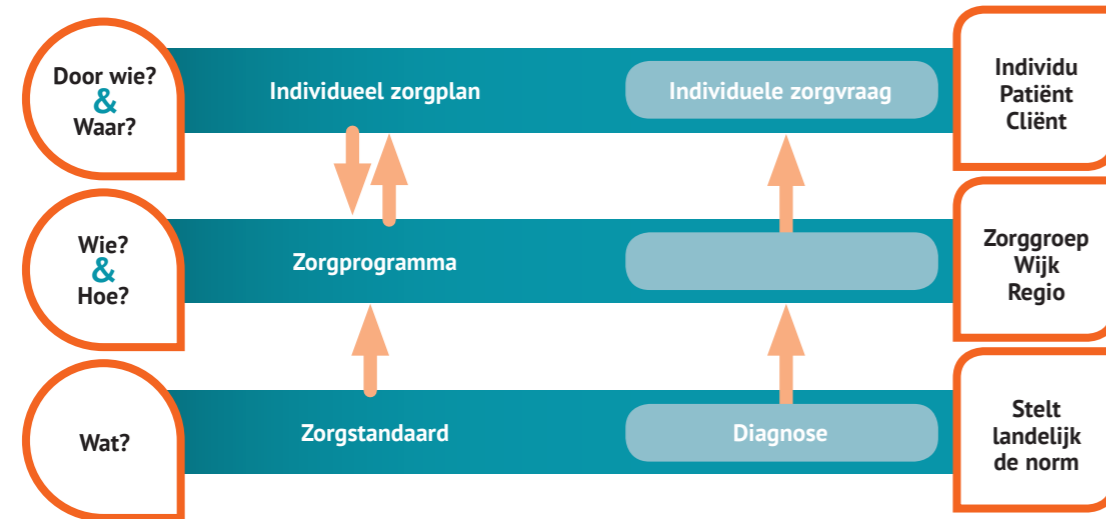 Door wie?
&
Waar?
Individueel zorgplan
Individuele zorgvraag
Individu
Patiënt
Cliënt
Wie?
&
Hoe?
Zorgprogramma
Zorggroep
Wijk
Regio
Wat?
Zorgstandaard
Diagnose
Stelt
landelijk
de norm